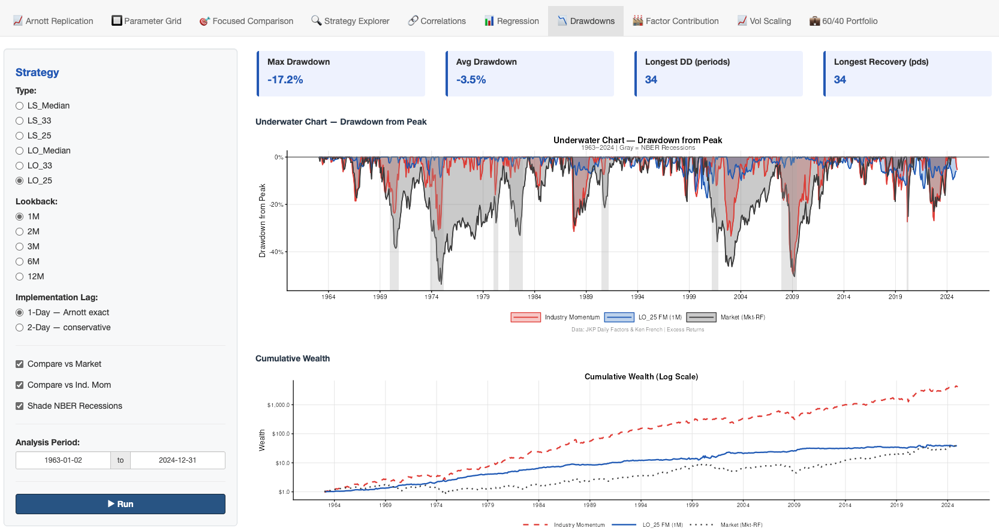 Arnott Replication
Parameter Grid
Focused Comparison
Strategy Explorer
Correlations
Regression
Drawdowns
Factor Contribution
Vol Scaling
60/40 Portfolio
Strategy
Type:
LS_Median
LS_33
LS_25
LO_Median
LO_33
LO_25
Lookback:
1M
2M
3M
6M
12M
Implementation Lag:
1-Day — Arnott exact
2-Day — conservative
Compare vs Market
Compare vs Ind. Mom
Shade NBER Recessions
Analysis Period:
1963-01-02 to 2024-12-31
Run
Max Drawdown
-17.2%
Avg Drawdown
-3.5%
Longest DD (periods)
34
Longest Recovery (pds)
34
Underwater Chart — Drawdown from Peak
Underwater Chart — Drawdown from Peak
1963–2024 | Gray = NBER Recessions
Drawdown from Peak
0%
-20%
-40%
1964 1969 1974 1979 1984 1989 1994 1999 2004 2009 2014 2019 2024
Industry Momentum LO_25 FM (1M) Market (Mkt-RF)
Data: JKP Daily Factors & Ken French | Excess Returns
Cumulative Wealth
Cumulative Wealth (Log Scale)
Wealth
$1,000.0
$100.0
$10.0
$1.0
1964 1969 1974 1979 1984 1989 1994 1999 2004 2009 2014 2019 2024
Industry Momentum LO_25 FM (1M) Market (Mkt-RF)